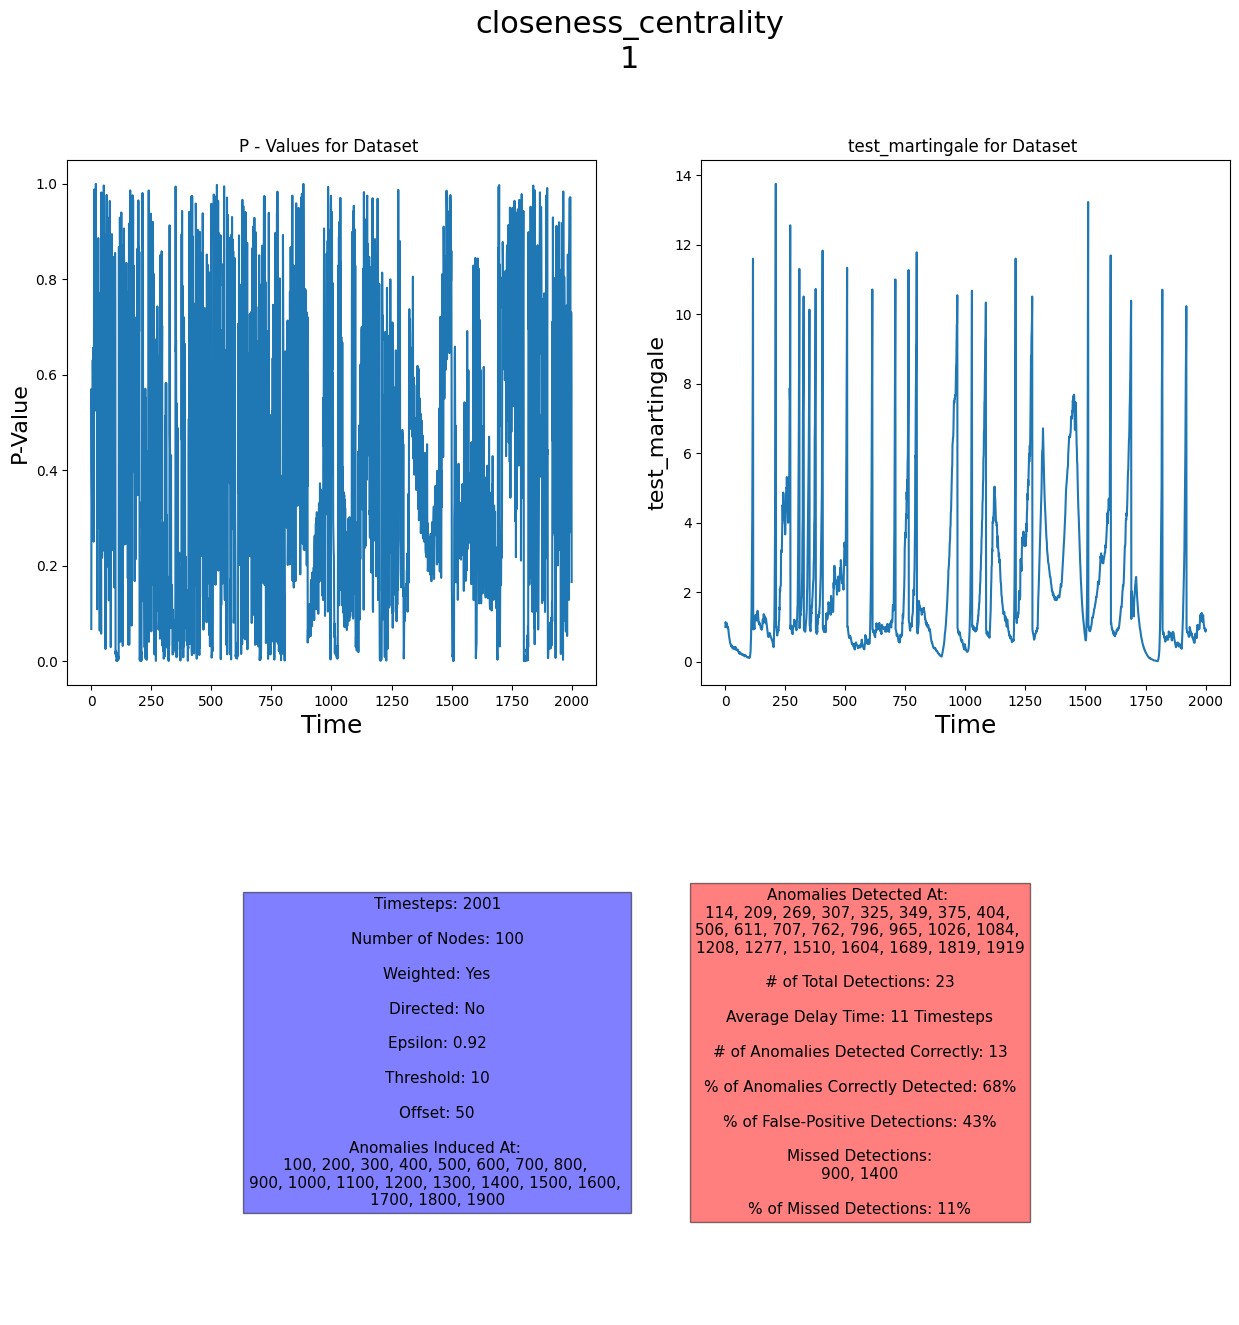 closeness_centrality
1
P - Values for Dataset
P-Value
1.0
0.8
0.6
0.4
0.2
0.0
0 250 500 750 1000 1250 1500 1750 2000
Time
test_martingale for Dataset
test_martingale
14
12
10
8
6
4
2
0
0 250 500 750 1000 1250 1500 1750 2000
Time
Timesteps: 2001
Number of Nodes: 100
Weighted: Yes
Directed: No
Epsilon: 0.92
Threshold: 10
Offset: 50
Anomalies Induced At:
100, 200, 300, 400, 500, 600, 700, 800,
900, 1000, 1100, 1200, 1300, 1400, 1500, 1600,
1700, 1800, 1900
Anomalies Detected At:
114, 209, 269, 307, 325, 349, 375, 404,
506, 611, 707, 762, 796, 965, 1026, 1084,
1208, 1277, 1510, 1604, 1689, 1819, 1919
# of Total Detections: 23
Average Delay Time: 11 Timesteps
# of Anomalies Detected Correctly: 13
% of Anomalies Correctly Detected: 68%
% of False-Positive Detections: 43%
Missed Detections:
900, 1400
% of Missed Detections: 11%